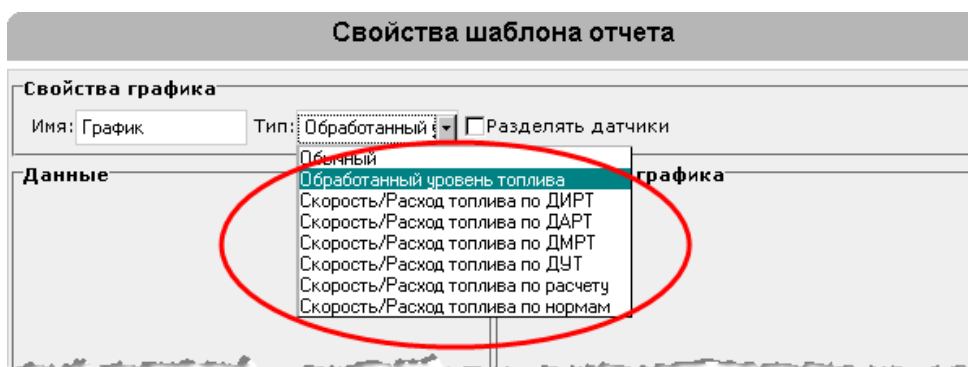 Свойства шаблона отчета
Свойства графика
Имя: График Тип: Обработанный Разделять датчики
Обычный
Данные графика
Обработанный уровень топлива
Скорость/Расход топлива по ДИРТ
Скорость/Расход топлива по ДАРТ
Скорость/Расход топлива по ДМРТ
Скорость/Расход топлива по ДУТ
Скорость/Расход топлива по расчету
Скорость/Расход топлива по нормам